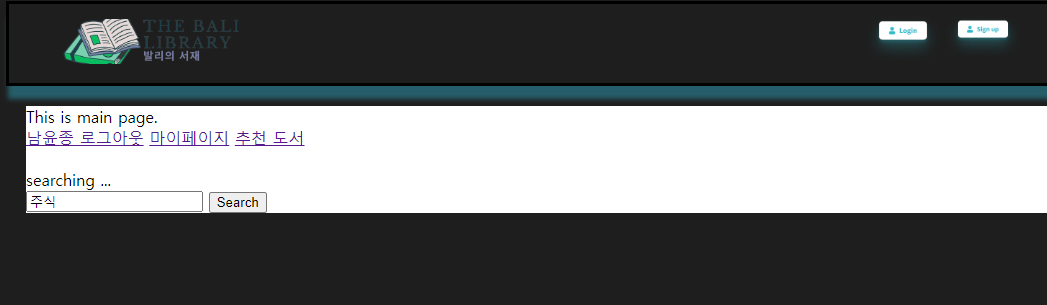 THE BALI
LIBRARY
발리의 서재
Login
Sign up
This is main page.
남윤종 로그아웃 마이페이지 추천 도서
searching ...
주식
Search